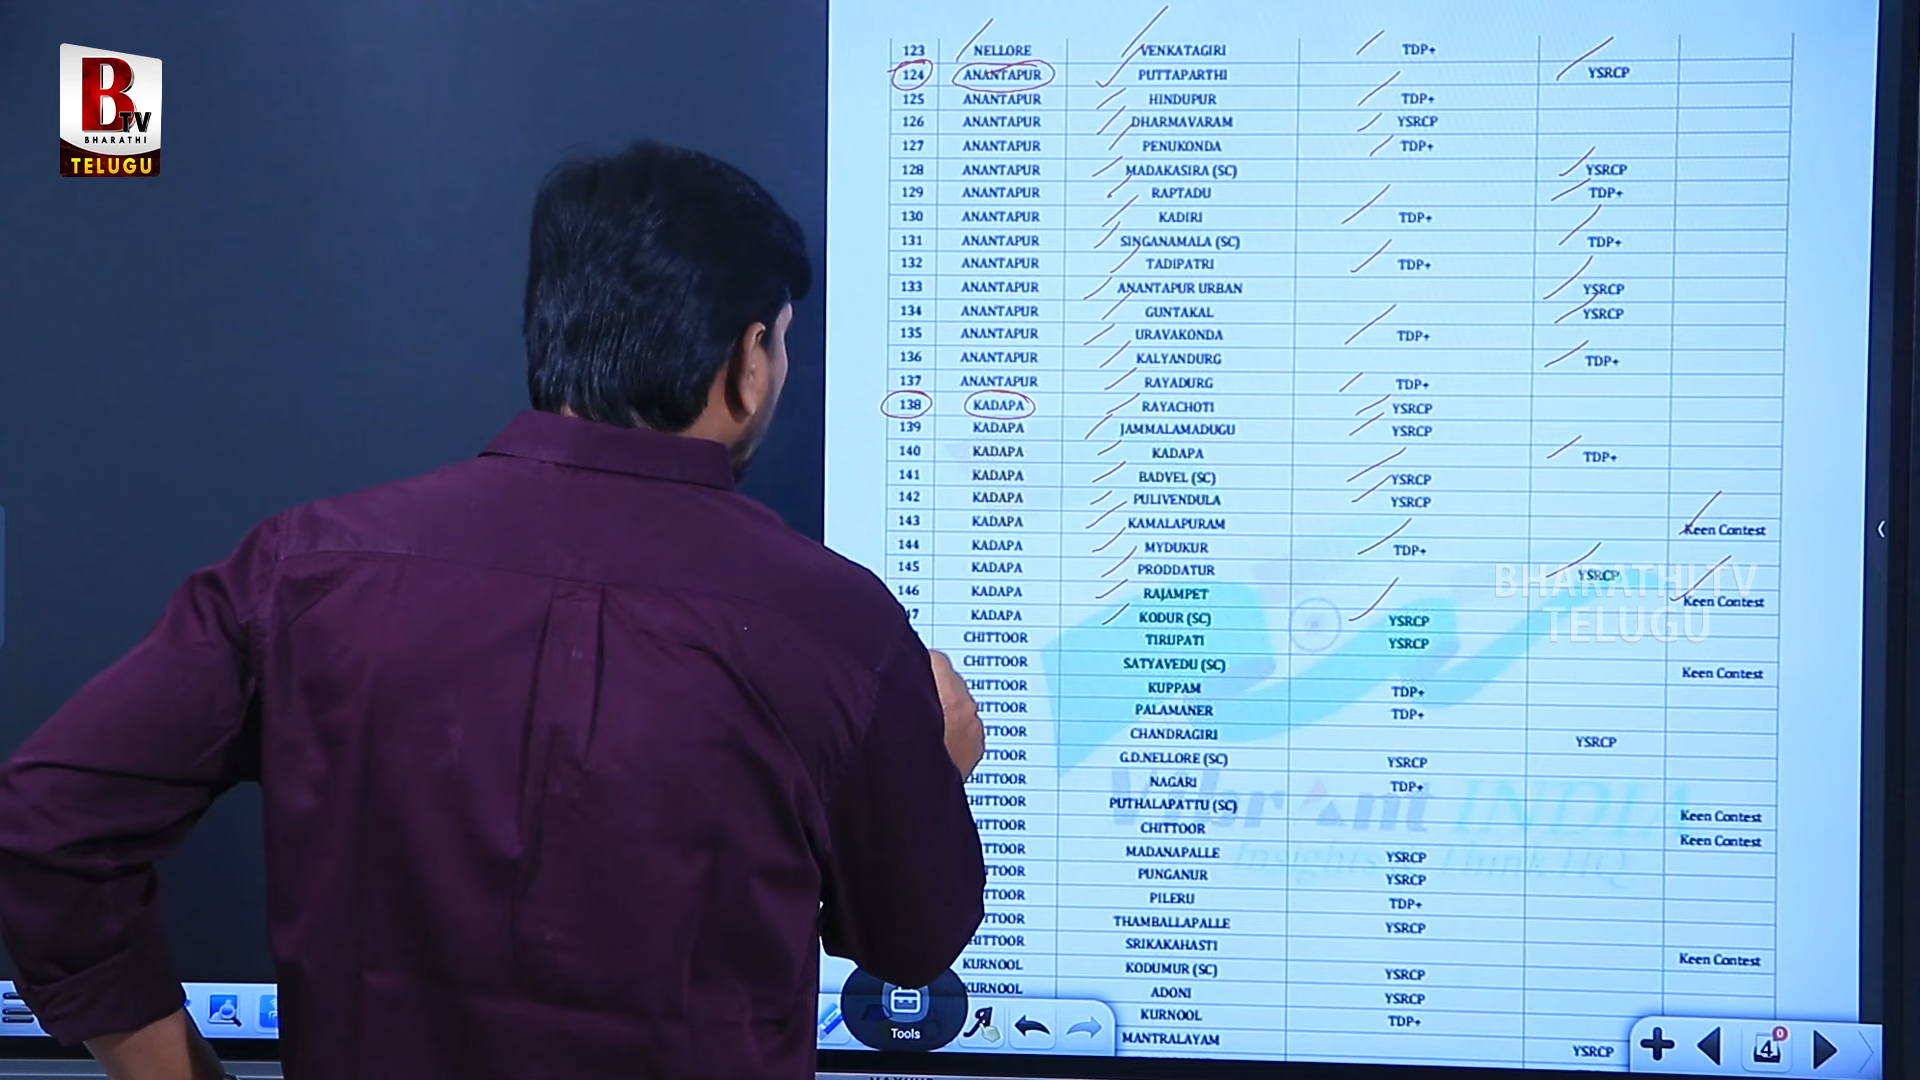 B
TV
BHARATHI
TELUGU
123 NELLORE VENKATAGIRI TDP+
124 ANANTAPUR PUTTAPARTHI YSRCP
125 ANANTAPUR HINDUPUR TDP+
126 ANANTAPUR DHARMAVARAM YSRCP
127 ANANTAPUR PENUKONDA TDP+
128 ANANTAPUR MADAKASIRA (SC) YSRCP
129 ANANTAPUR RAPTADU TDP+
130 ANANTAPUR KADIRI TDP+
131 ANANTAPUR SINGANAMALA (SC) TDP+
132 ANANTAPUR TADIPATRI TDP+
133 ANANTAPUR ANANTAPUR URBAN YSRCP
134 ANANTAPUR GUNTAKAL YSRCP
135 ANANTAPUR URAVAKONDA TDP+
136 ANANTAPUR KALYANDURG TDP+
137 ANANTAPUR RAYADURG TDP+
138 KADAPA RAYACHOTI YSRCP
139 KADAPA JAMMALAMADUGU YSRCP
140 KADAPA KADAPA TDP+
141 KADAPA BADVEL (SC) YSRCP
142 KADAPA PULIVENDULA YSRCP
143 KADAPA KAMALAPURAM Keen Contest
144 KADAPA MYDUKUR TDP+
145 KADAPA PRODDATUR YSRCP
146 KADAPA RAJAMPET Keen Contest
KADAPA KODUR (SC) YSRCP
CHITTOOR TIRUPATI YSRCP
CHITTOOR SATYAVEDU (SC) Keen Contest
CHITTOOR KUPPAM TDP+
PALAMANER TDP+
CHANDRAGIRI YSRCP
G.D.NELLORE (SC) YSRCP
NAGARI TDP+
PUTHALAPATTU (SC) Keen Contest
CHITTOOR Keen Contest
MADANAPALLE YSRCP
PUNGANUR YSRCP
PILERU TDP+
THAMBALLAPALLE YSRCP
SRIKAKAHASTI Keen Contest
KURNOOL KODUMUR (SC) YSRCP
KURNOOL ADONI YSRCP
KURNOOL TDP+
MANTRALAYAM YSRCP
BHARATHI TV
TELUGU
Vibrant INDIA
Tools
4
0